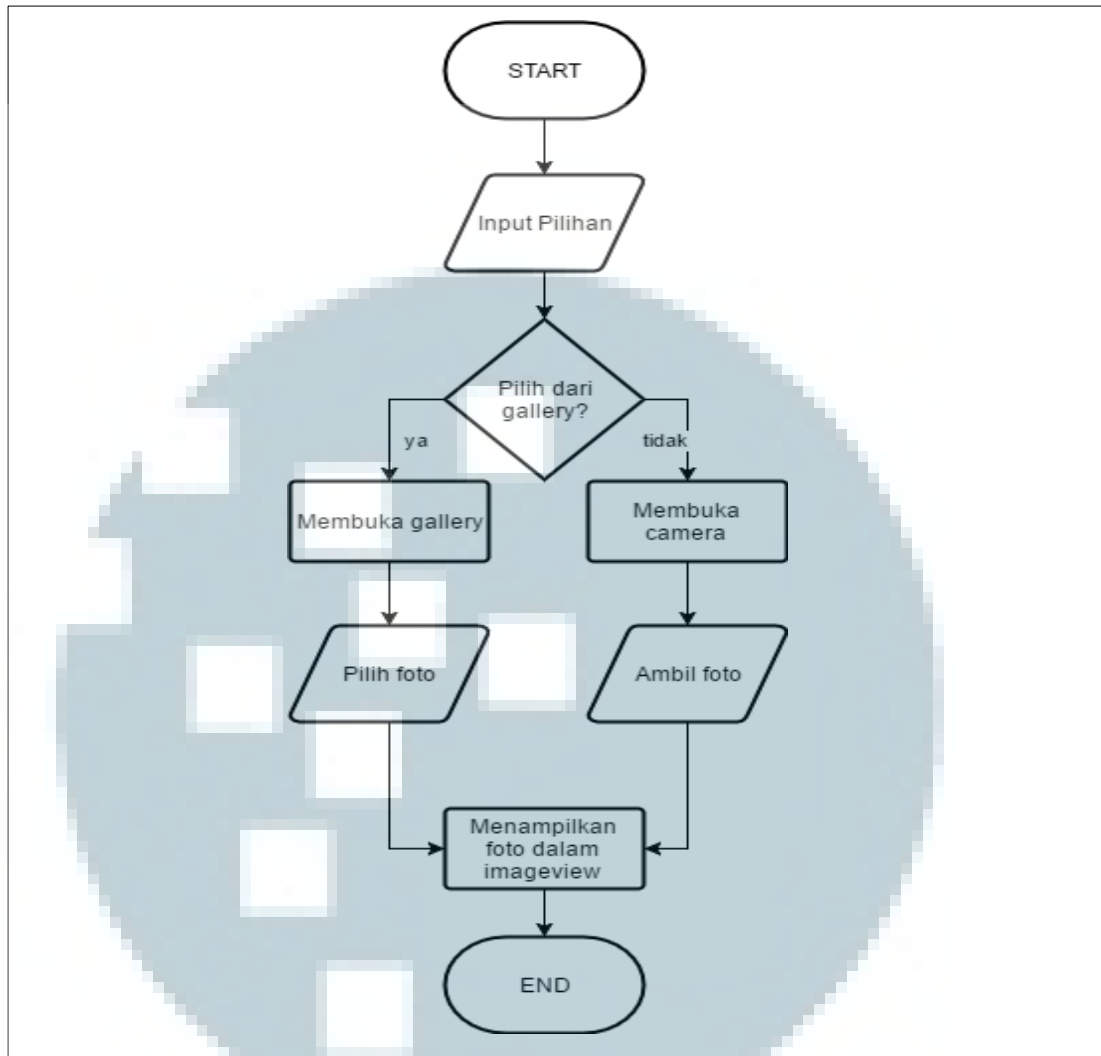 START
Input Pilihan
Pilih dari
gallery?
ya
tidak
Membuka gallery
Membuka
camera
Pilih foto
Ambil foto
Menampilkan
foto dalam
imageview
END